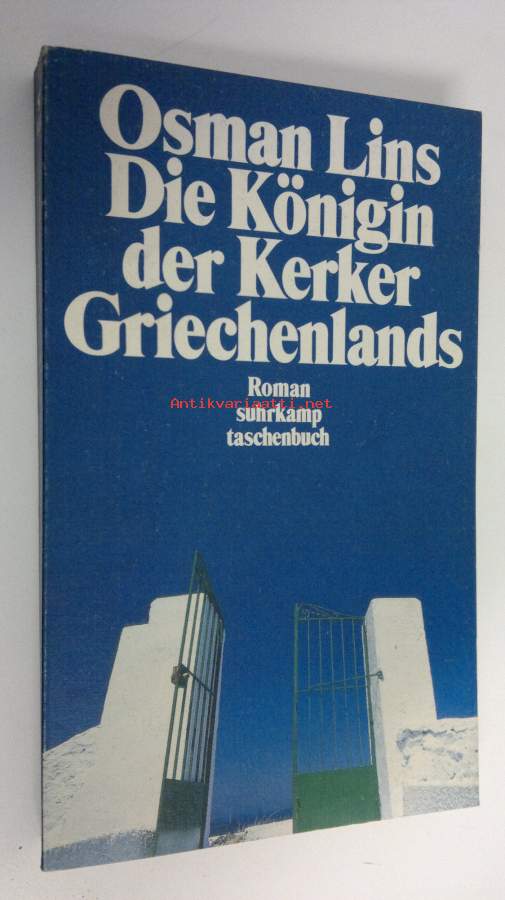 Osman Lins
Die Königin
der Kerker
Griechenlands
Roman
Antikvariaatti.net
suhrkamp
taschenbuch